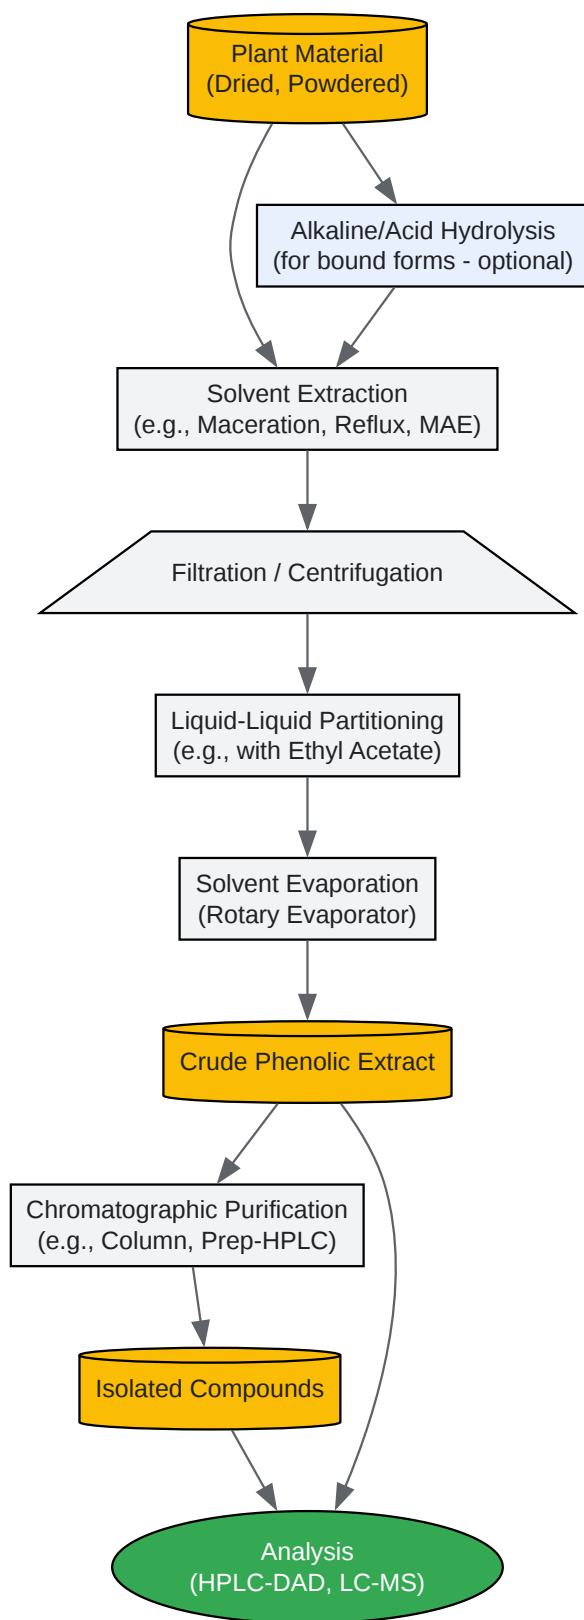 Plant Material
(Dried, Powdered)
Alkaline/Acid Hydrolysis
(for bound forms - optional)
Solvent Extraction
(e.g., Maceration, Reflux, MAE)
Filtration / Centrifugation
Liquid-Liquid Partitioning
(e.g., with Ethyl Acetate)
Solvent Evaporation
(Rotary Evaporator)
Crude Phenolic Extract
Chromatographic Purification
(e.g., Column, Prep-HPLC)
Isolated Compounds
Analysis
(HPLC-DAD, LC-MS)